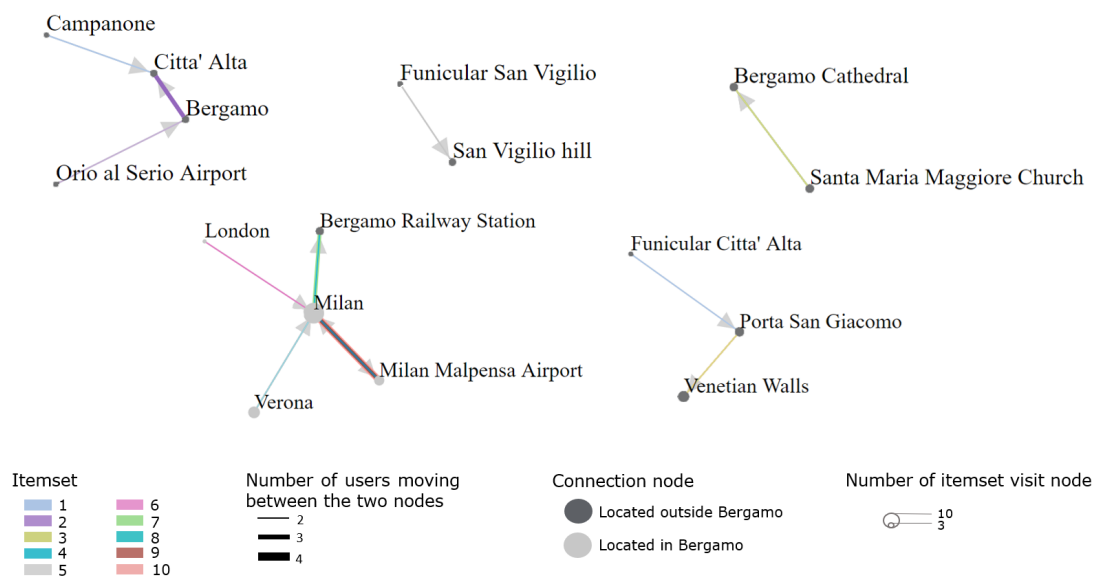 Campanone
Citta' Alta
Bergamo
Orio al Serio Airport
Funicular San Vigilio
San Vigilio hill
Bergamo Cathedral
Santa Maria Maggiore Church
London
Bergamo Railway Station
Milan
Milan Malpensa Airport
Verona
Funicular Citta' Alta
Porta San Giacomo
Venetian Walls
Itemset
1
2
3
4
5
6
7
8
9
10
Number of users moving
between the two nodes
2
3
4
Connection node
Located outside Bergamo
Located in Bergamo
Number of itemset visit node
10
3